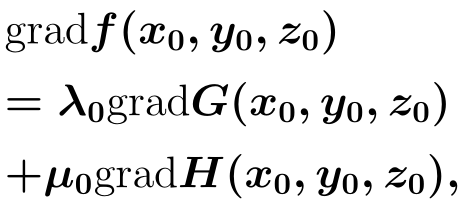 grad𝒇(𝒙₀, 𝒚₀, 𝒛₀)
= 𝝀₀grad𝑮(𝒙₀, 𝒚₀, 𝒛₀)
+𝝁₀grad𝑯(𝒙₀, 𝒚₀, 𝒛₀),